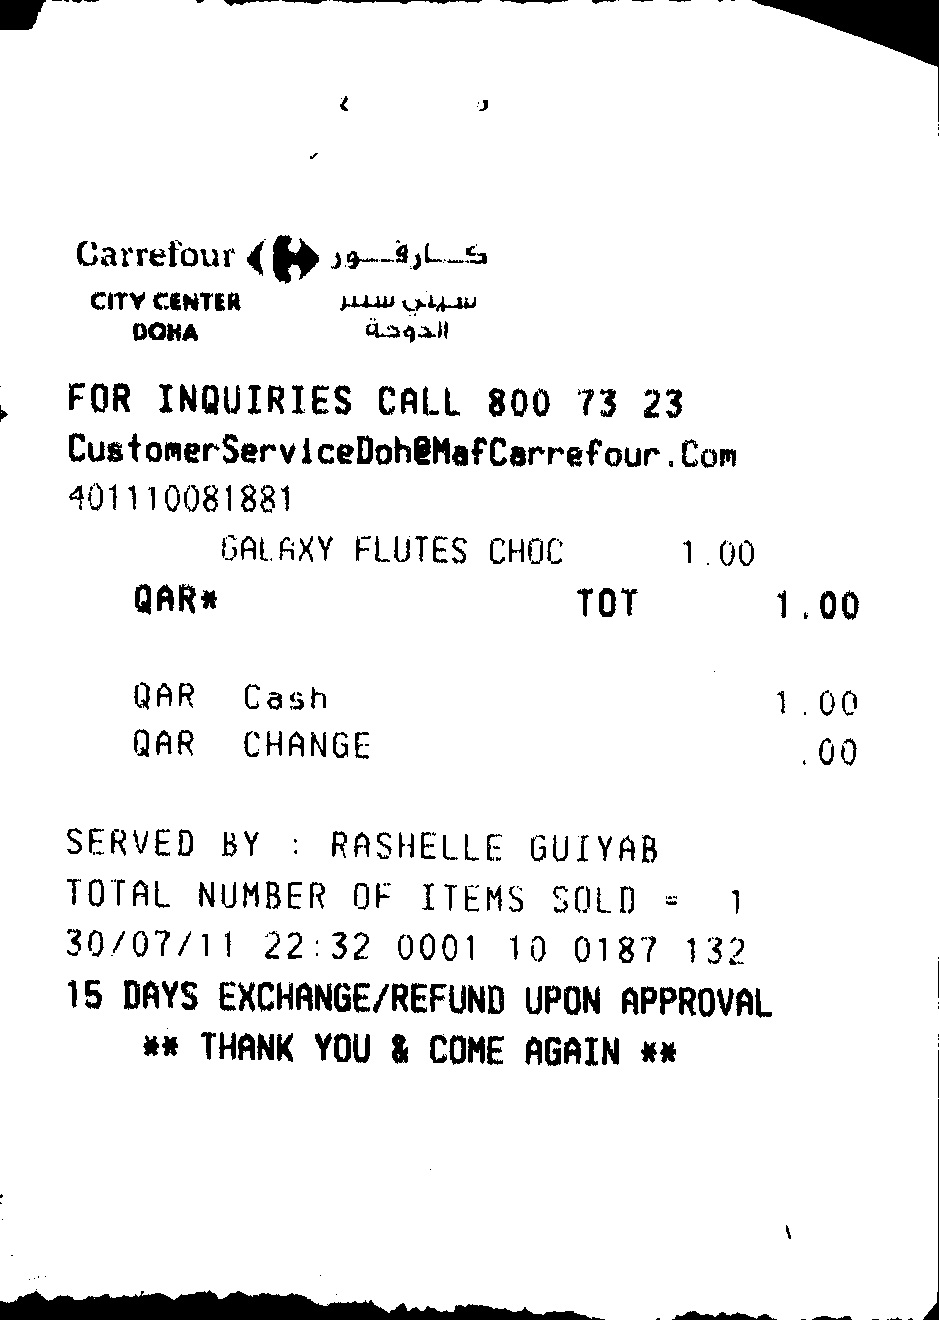 Carrefour كارفور
CITY CENTER سيتي سنتر
DOHA الدوحة
FOR INQUIRIES CALL 800 73 23
CustomerServiceDoh@MafCarrefour.Com
401110081881
GALAXY FLUTES CHOC 1.00
QAR* TOT 1.00
QAR Cash 1.00
QAR CHANGE .00
SERVED BY : RASHELLE GUIYAB
TOTAL NUMBER OF ITEMS SOLD = 1
30/07/11 22:32 0001 10 0187 132
15 DAYS EXCHANGE/REFUND UPON APPROVAL
** THANK YOU & COME AGAIN **